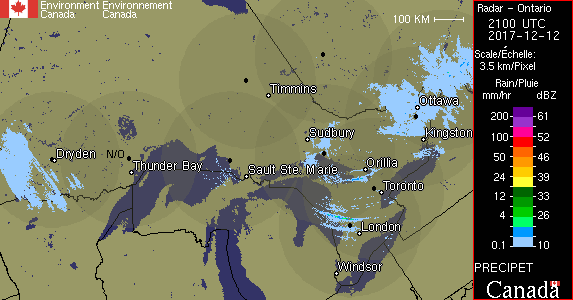 Environment Environnement
Canada Canada
100 KM
Timmins
Ottawa
Sudbury
Kingston
Dryden
N/O
Thunder Bay
Sault Ste. Marie
Orillia
Toronto
London
Windsor
Radar - Ontario
2100 UTC
2017-12-12
Scale/Échelle:
3.5 km/Pixel
Rain/Pluie
mm/hr dBZ
200 61
100 52
50 46
24 39
12 33
4 26
0.1 10
PRECIPET
Canada